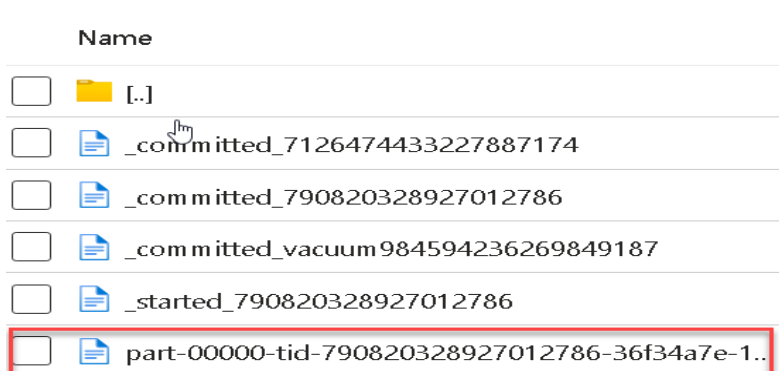 Name
[..]
_committed_7126474433227887174
_committed_790820328927012786
_committed_vacuum984594236269849187
_started_790820328927012786
part-00000-tid-790820328927012786-36f34a7e-1..